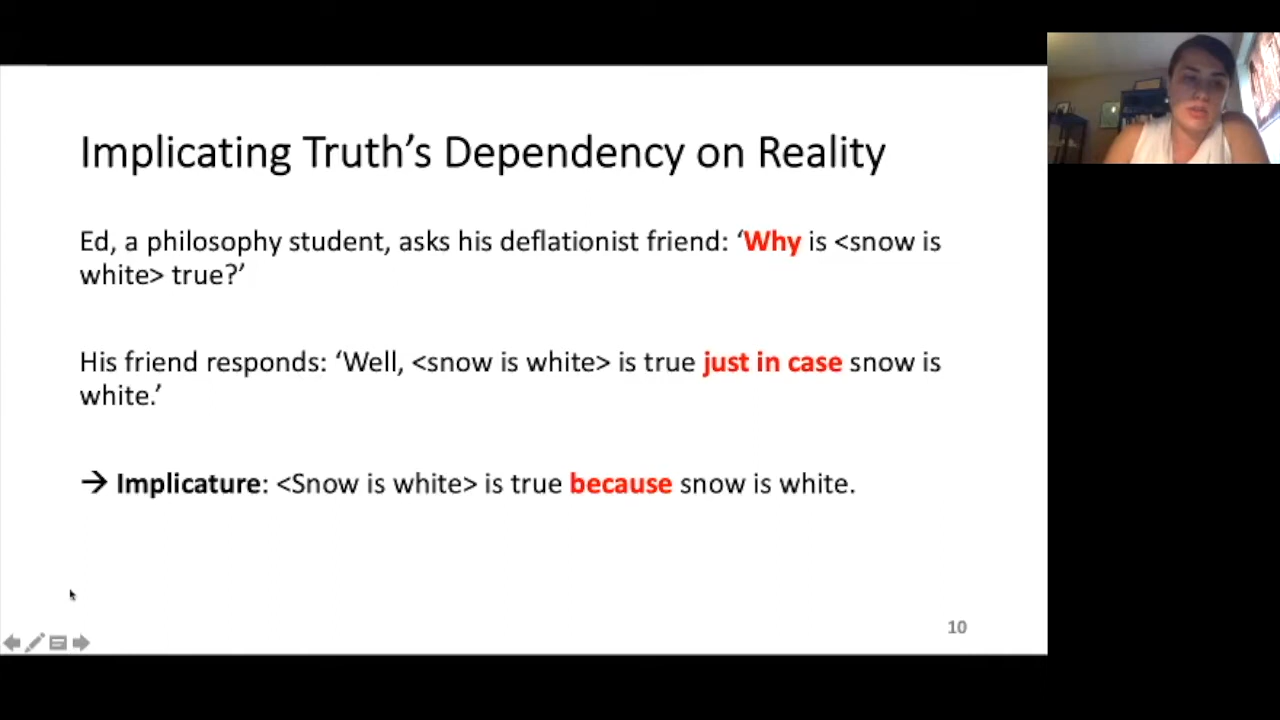 Implicating Truth’s Dependency on Reality
Ed, a philosophy student, asks his deflationist friend: ‘Why is <snow is
white> true?’
His friend responds: ‘Well, <snow is white> is true just in case snow is
white.’
→ Implicature: <Snow is white> is true because snow is white.
10